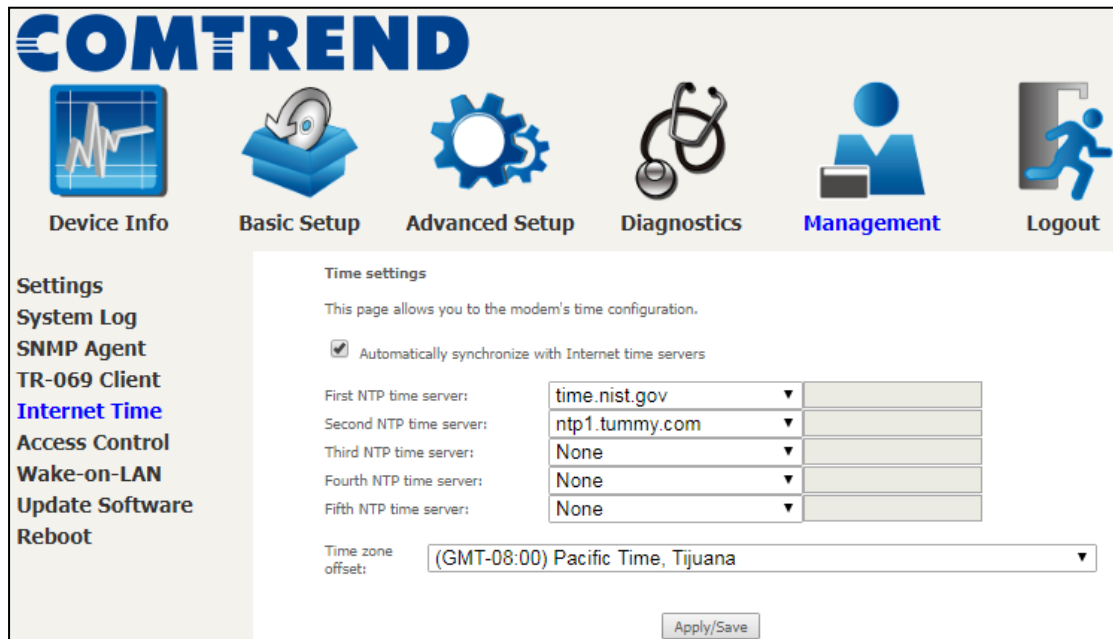 COMTREND
Device Info Basic Setup Advanced Setup Diagnostics Management Logout
Settings
System Log
SNMP Agent
TR-069 Client
Internet Time
Access Control
Wake-on-LAN
Update Software
Reboot
Time settings
This page allows you to the modem's time configuration.
Automatically synchronize with Internet time servers
First NTP time server: time.nist.gov
Second NTP time server: ntp1.tummy.com
Third NTP time server: None
Fourth NTP time server: None
Fifth NTP time server: None
Time zone
offset: (GMT-08:00) Pacific Time, Tijuana
Apply/Save